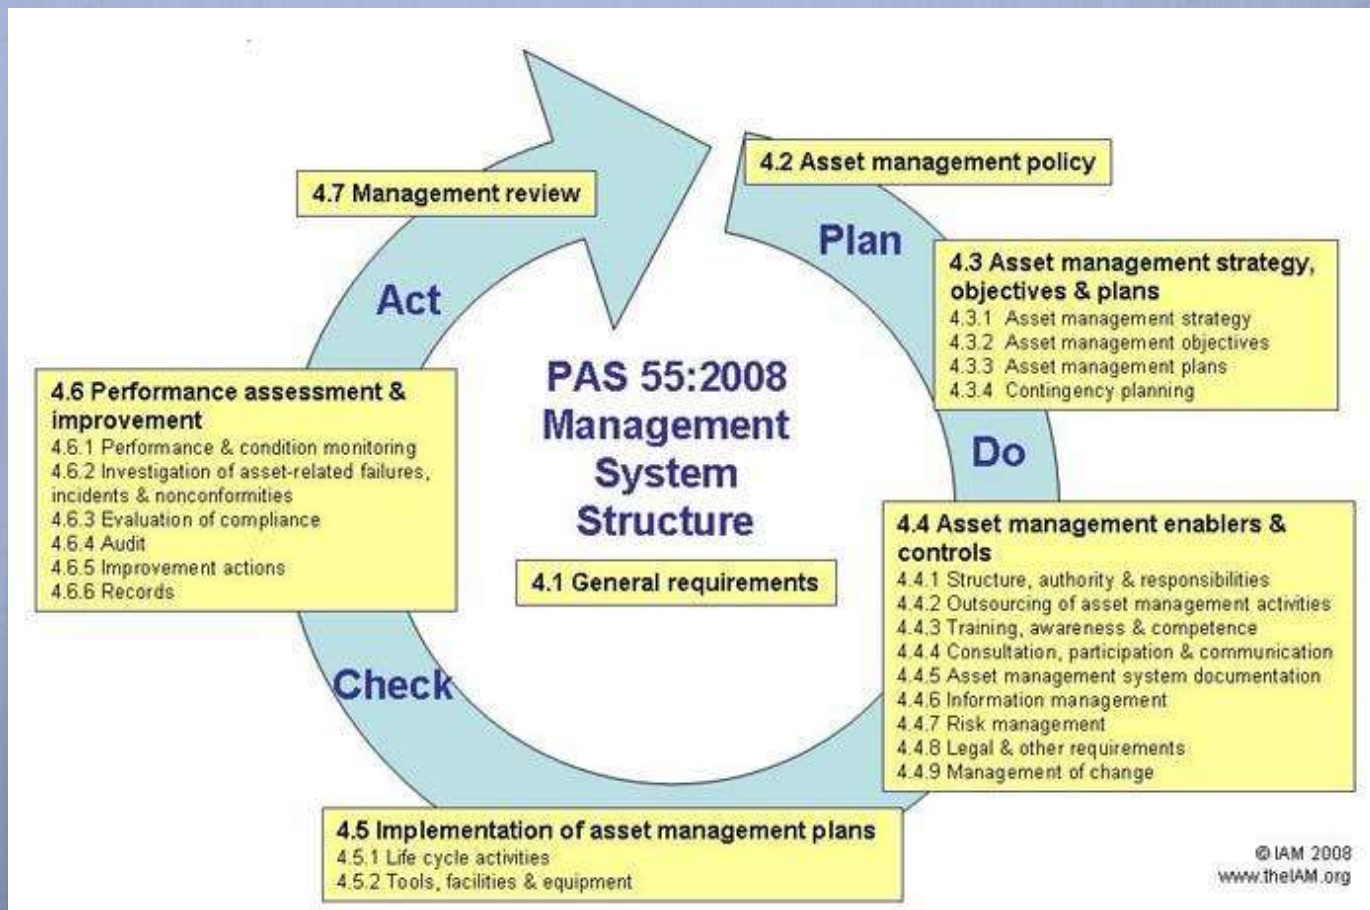 4.2 Asset management policy
4.7 Management review
Plan
4.3 Asset management strategy,
objectives & plans
4.3.1 Asset management strategy
4.3.2 Asset management objectives
4.3.3 Asset management plans
4.3.4 Contingency planning
Act
PAS 55:2008
Management
System
Structure
4.1 General requirements
4.6 Performance assessment &
improvement
4.6.1 Performance & condition monitoring
4.6.2 Investigation of asset-related failures,
incidents & nonconformities
4.6.3 Evaluation of compliance
4.6.4 Audit
4.6.5 Improvement actions
4.6.6 Records
Do
4.4 Asset management enablers &
controls
4.4.1 Structure, authority & responsibilities
4.4.2 Outsourcing of asset management activities
4.4.3 Training, awareness & competence
4.4.4 Consultation, participation & communication
4.4.5 Asset management system documentation
4.4.6 Information management
4.4.7 Risk management
4.4.8 Legal & other requirements
4.4.9 Management of change
Check
4.5 Implementation of asset management plans
4.5.1 Life cycle activities
4.5.2 Tools, facilities & equipment
© IAM 2008
www.theIAM.org